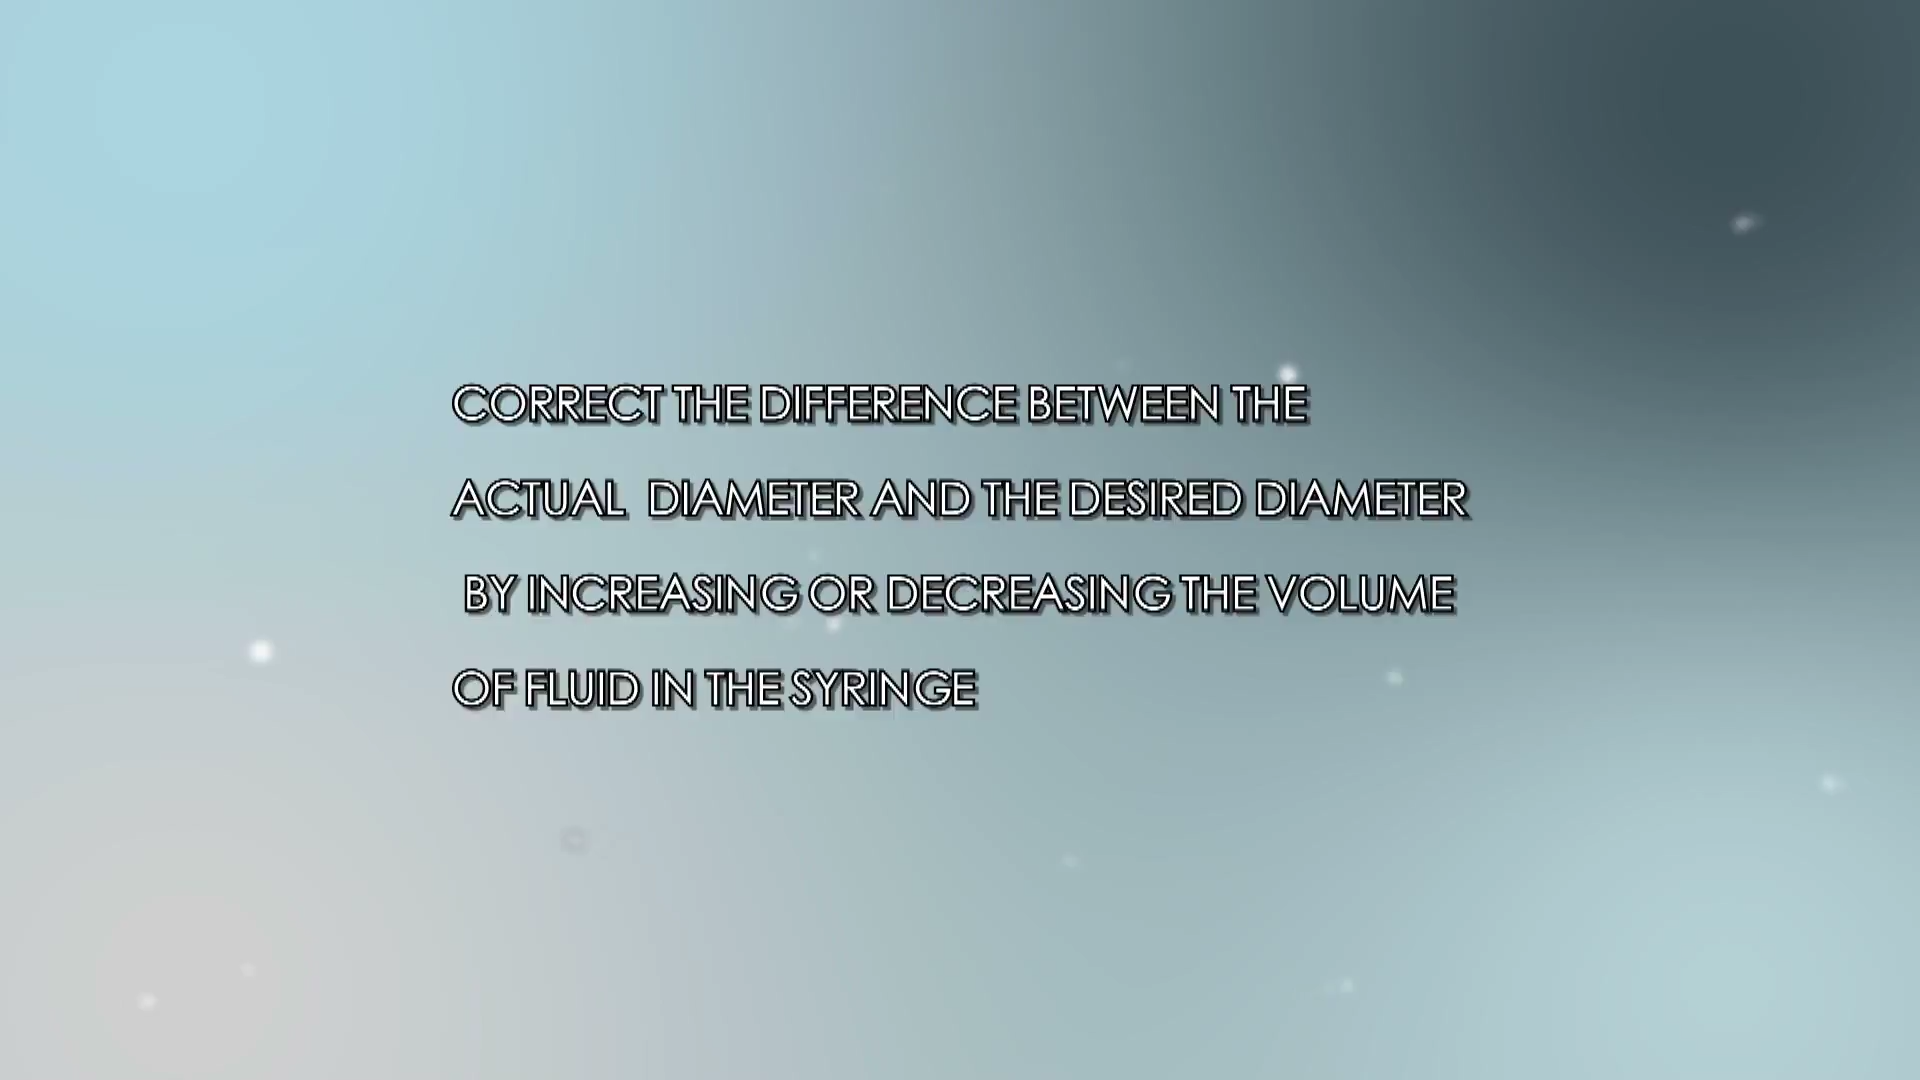 CORRECT THE DIFFERENCE BETWEEN THE
ACTUAL DIAMETER AND THE DESIRED DIAMETER
BY INCREASING OR DECREASING THE VOLUME
OF FLUID IN THE SYRINGE